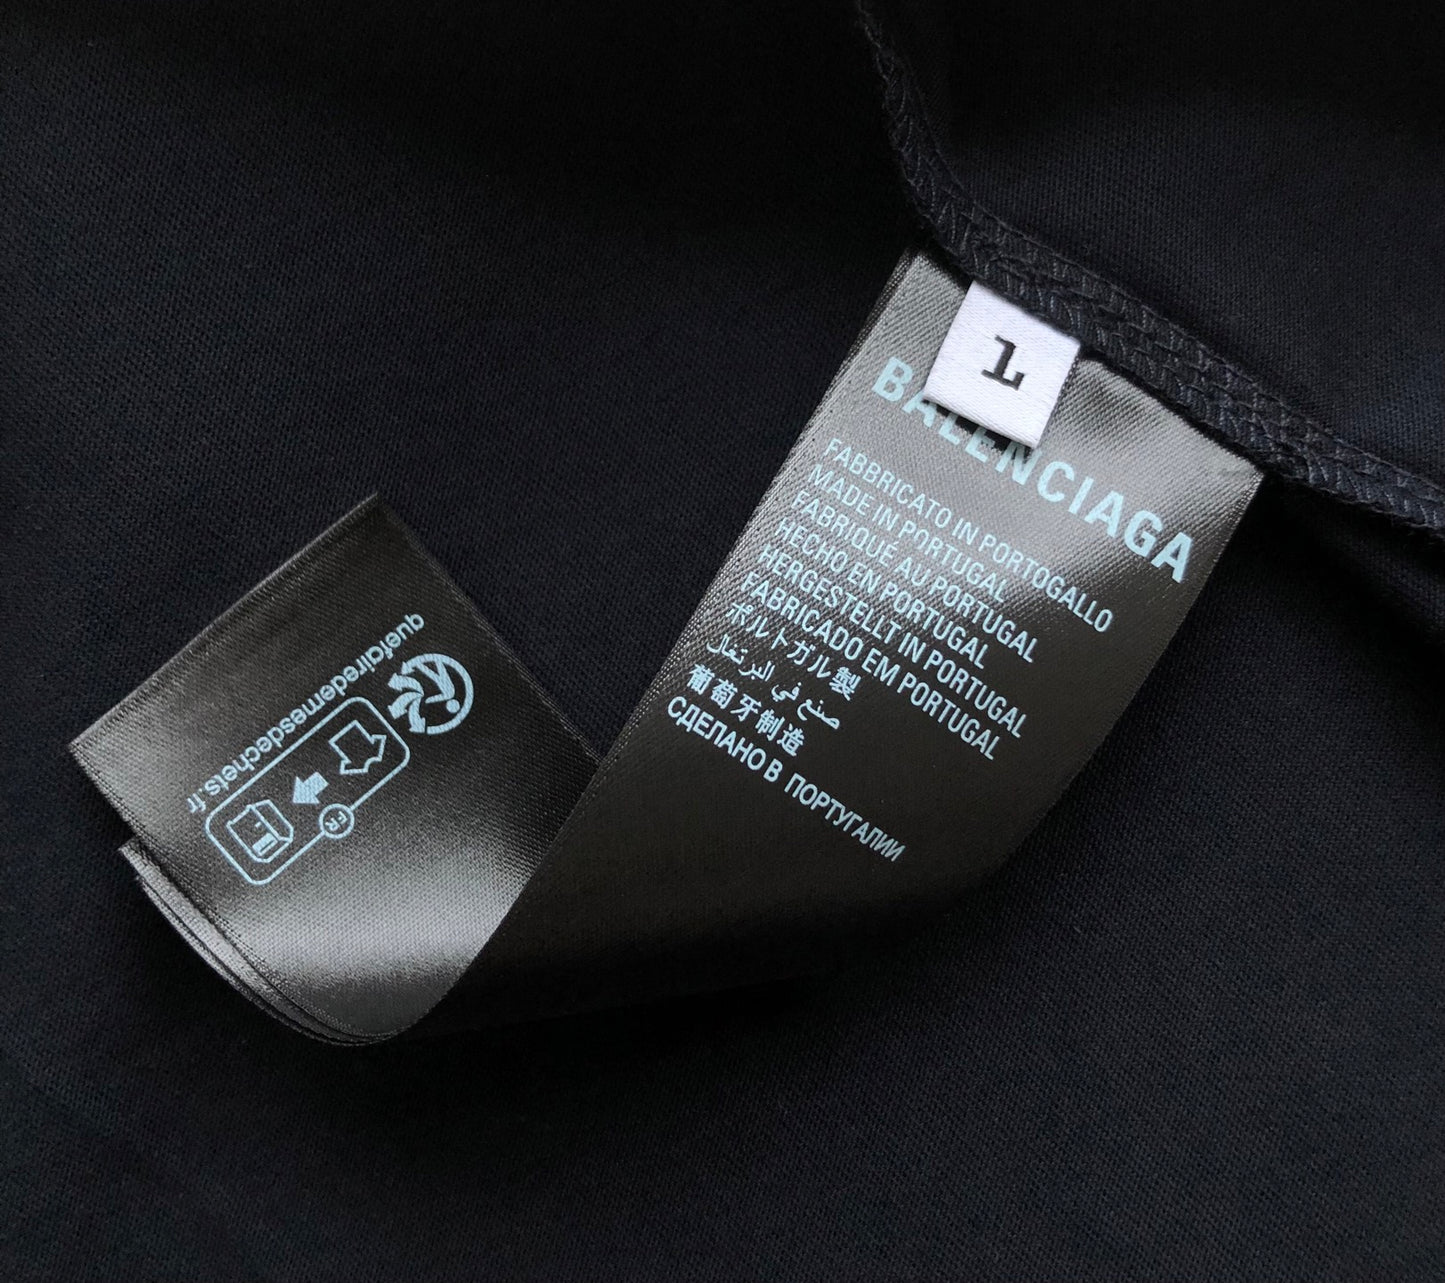 L
BALENCIAGA
FABBRICATO IN PORTOGALLO
MADE IN PORTUGAL
FABRIQUÉ AU PORTUGAL
HECHO EN PORTUGAL
HERGESTELLT IN PORTUGAL
FABRICADO EM PORTUGAL
ポルトガル製
صنع في البرتغال
葡萄牙制造
СДЕЛАНО В ПОРТУГАЛИИ
FR
quefairedemesdechets.fr